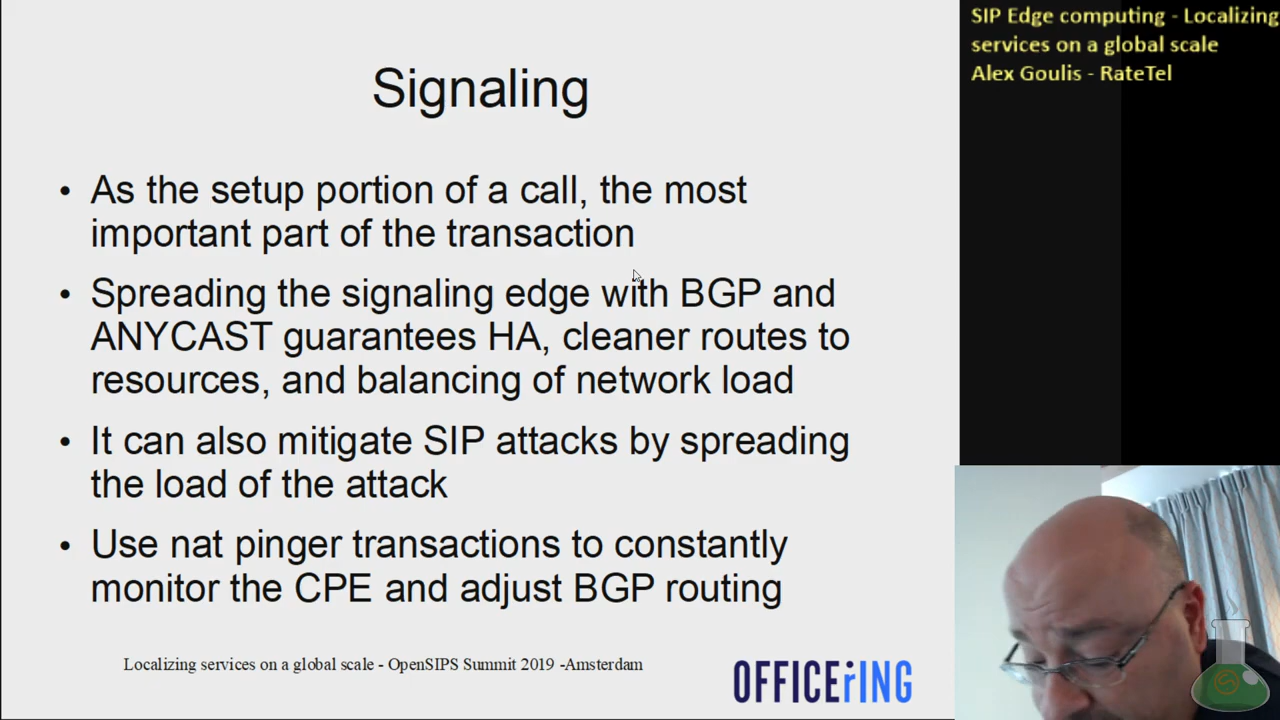 SIP Edge computing - Localizing
services on a global scale
Alex Goulis - RateTel
Signaling
• As the setup portion of a call, the most
important part of the transaction
• Spreading the signaling edge with BGP and
ANYCAST guarantees HA, cleaner routes to
resources, and balancing of network load
• It can also mitigate SIP attacks by spreading
the load of the attack
• Use nat pinger transactions to constantly
monitor the CPE and adjust BGP routing
Localizing services on a global scale - OpenSIPS Summit 2019 -Amsterdam
OFFICEriNG